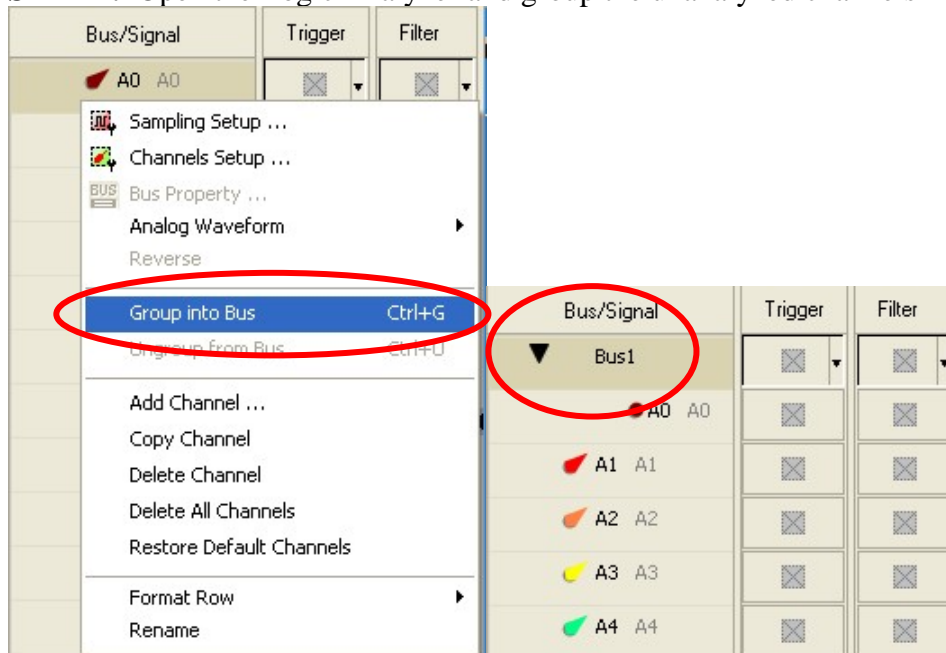 Bus/Signal Trigger Filter
A0 A0
Sampling Setup ...
Channels Setup ...
BUS Bus Property ...
Analog Waveform
Reverse
Group into Bus Ctrl+G
Ungroup from Bus Ctrl+U
Add Channel ...
Copy Channel
Delete Channel
Delete All Channels
Restore Default Channels
Format Row
Rename
Bus/Signal Trigger Filter
Bus1
A0 A0
A1 A1
A2 A2
A3 A3
A4 A4